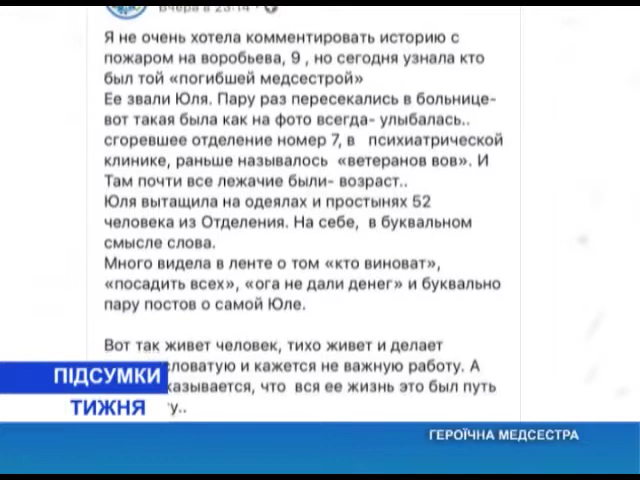 Вчера в 23:14
Я не очень хотела комментировать историю с
пожаром на воробьева, 9 , но сегодня узнала кто
был той «погибшей медсестрой»
Ее звали Юля. Пару раз пересекались в больнице-
вот такая была как на фото всегда- улыбалась..
сгоревшее отделение номер 7, в психиатрической
клинике, раньше называлось «ветеранов вов». И
Там почти все лежачие были- возраст..
Юля вытащила на одеялах и простынях 52
человека из Отделения. На себе, в буквальном
смысле слова.
Много видела в ленте о том «кто виноват»,
«посадить всех», «ога не дали денег» и буквально
пару постов о самой Юле.
Вот так живет человек, тихо живет и делает
словатую и кажется не важную работу. А
казывается, что вся ее жизнь это был путь
у..
ПІДСУМКИ
ТИЖНЯ
ГЕРОЇЧНА МЕДСЕСТРА